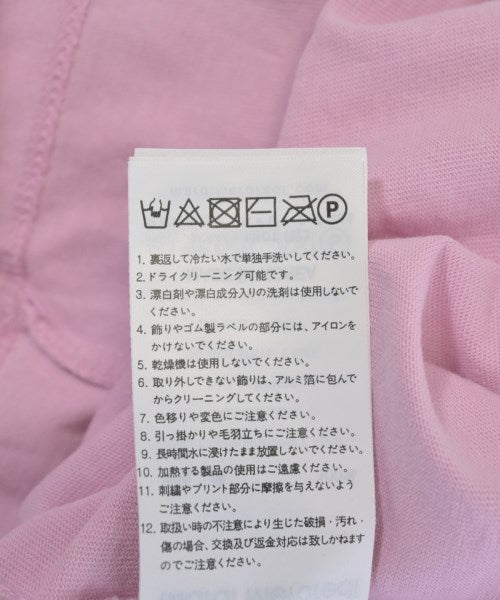 P
1. 裏返して冷たい水で単独手洗いしてください。
2. ドライクリーニング可能です。
3. 漂白剤や漂白成分入りの洗剤は使用しないで
ください。
4. 飾りやゴム製ラベルの部分には、アイロンを
かけないでください。
5. 乾燥機は使用しないでください。
6. 取り外しできない飾りは、アルミ箔に包んで
からクリーニングしてください。
7. 色移りや変色にご注意ください。
8. 引っ掛かりや毛羽立ちにご注意ください。
9. 長時間水に浸けたまま放置しないでください。
10. 加熱する製品の使用はご遠慮ください。
11. 刺繍やプリント部分に摩擦を与えないよう
ご注意ください。
12. 取扱い時の不注意により生じた破損・汚れ・
傷の場合、交換及び返金対応は致しかねます
のでご注意ください。